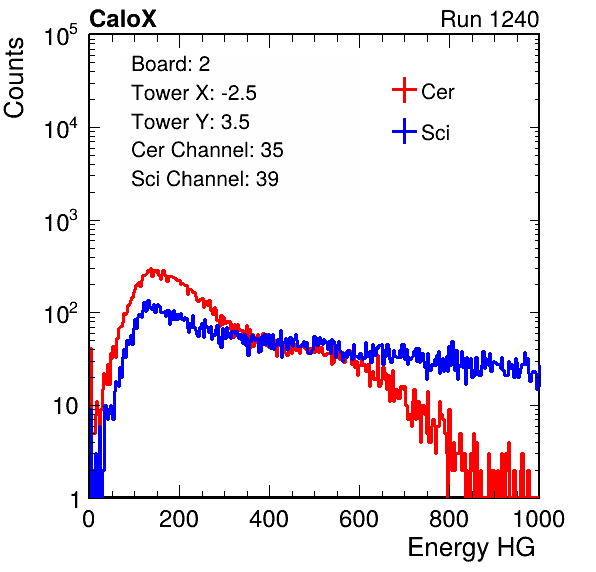 CaloX
Run 1240
Counts
10^5
10^4
10^3
10^2
10
1
Board: 2
Tower X: -2.5
Tower Y: 3.5
Cer Channel: 35
Sci Channel: 39
Cer
Sci
0 200 400 600 800 1000
Energy HG